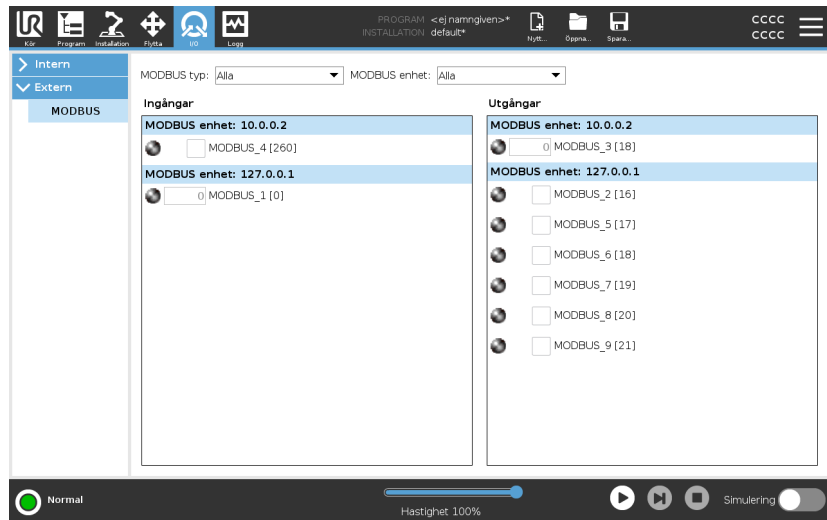 UR
PROGRAM <ej namngiven>*
INSTALLATION default*
CCCC
CCCC
Kör Program Installation Flytta I/O Logg Nytt... Öppna... Spara...
Intern
Extern
MODBUS
MODBUS typ: Alla MODBUS enhet: Alla
Ingångar
MODBUS enhet: 10.0.0.2
MODBUS_4 [260]
MODBUS enhet: 127.0.0.1
0 MODBUS_1 [0]
Utgångar
MODBUS enhet: 10.0.0.2
0 MODBUS_3 [18]
MODBUS enhet: 127.0.0.1
MODBUS_2 [16]
MODBUS_5 [17]
MODBUS_6 [18]
MODBUS_7 [19]
MODBUS_8 [20]
MODBUS_9 [21]
Normal
Hastighet 100%
Simulering